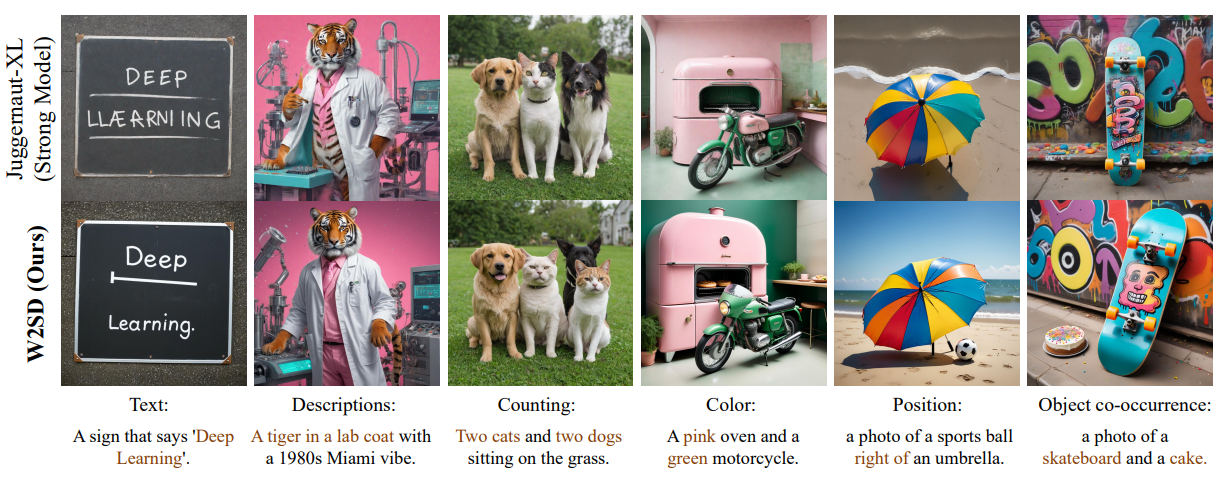 Juggernaut-XL
(Strong Model)
DEEP
LLÆARNIING
W2SD (Ours)
Deep
Learning.
Text:
A sign that says 'Deep
Learning'.
Descriptions:
A tiger in a lab coat with
a 1980s Miami vibe.
Counting:
Two cats and two dogs
sitting on the grass.
Color:
A pink oven and a
green motorcycle.
Position:
a photo of a sports ball
right of an umbrella.
Object co-occurrence:
a photo of a
skateboard and a cake.